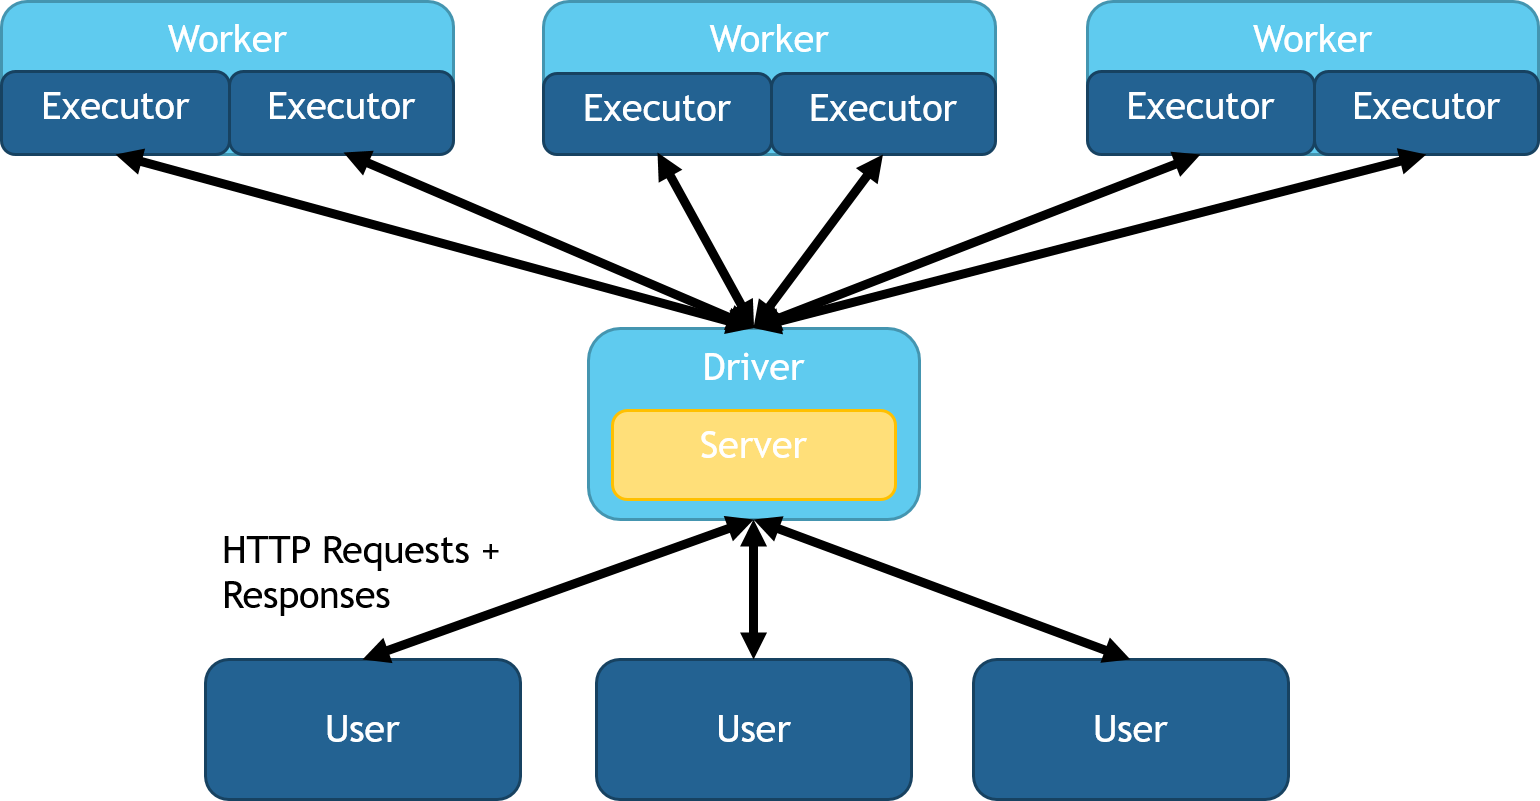 Worker
Worker
Worker
Executor
Executor
Executor
Executor
Executor
Executor
Driver
Server
HTTP Requests +
Responses
User
User
User